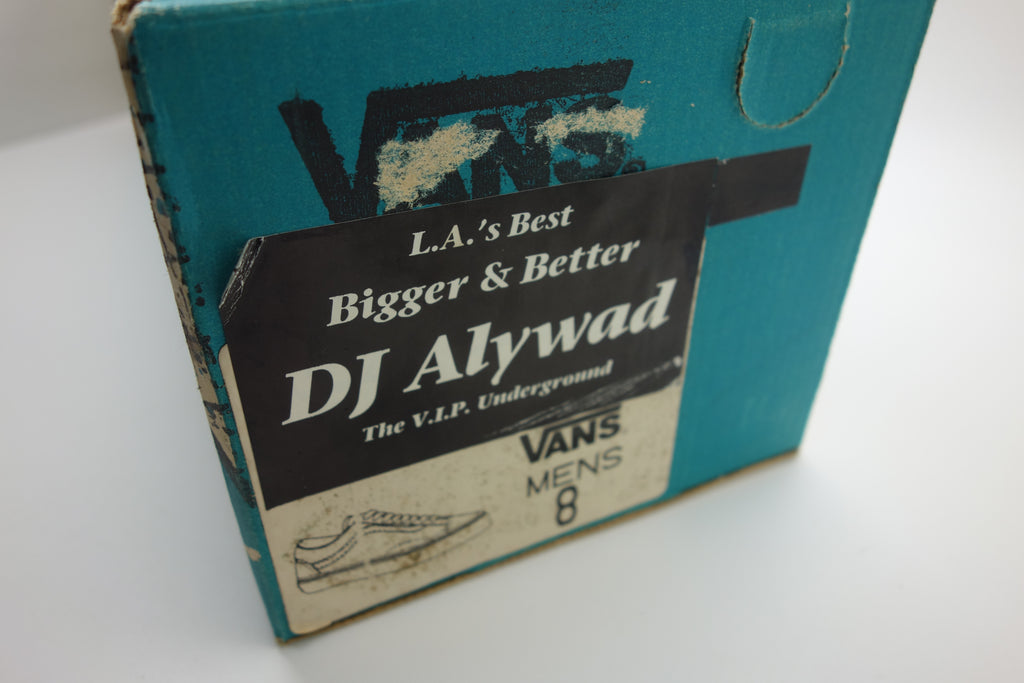 VANS
L.A.'s Best
Bigger & Better
DJ Alywad
The V.I.P. Underground
VANS
MENS
8